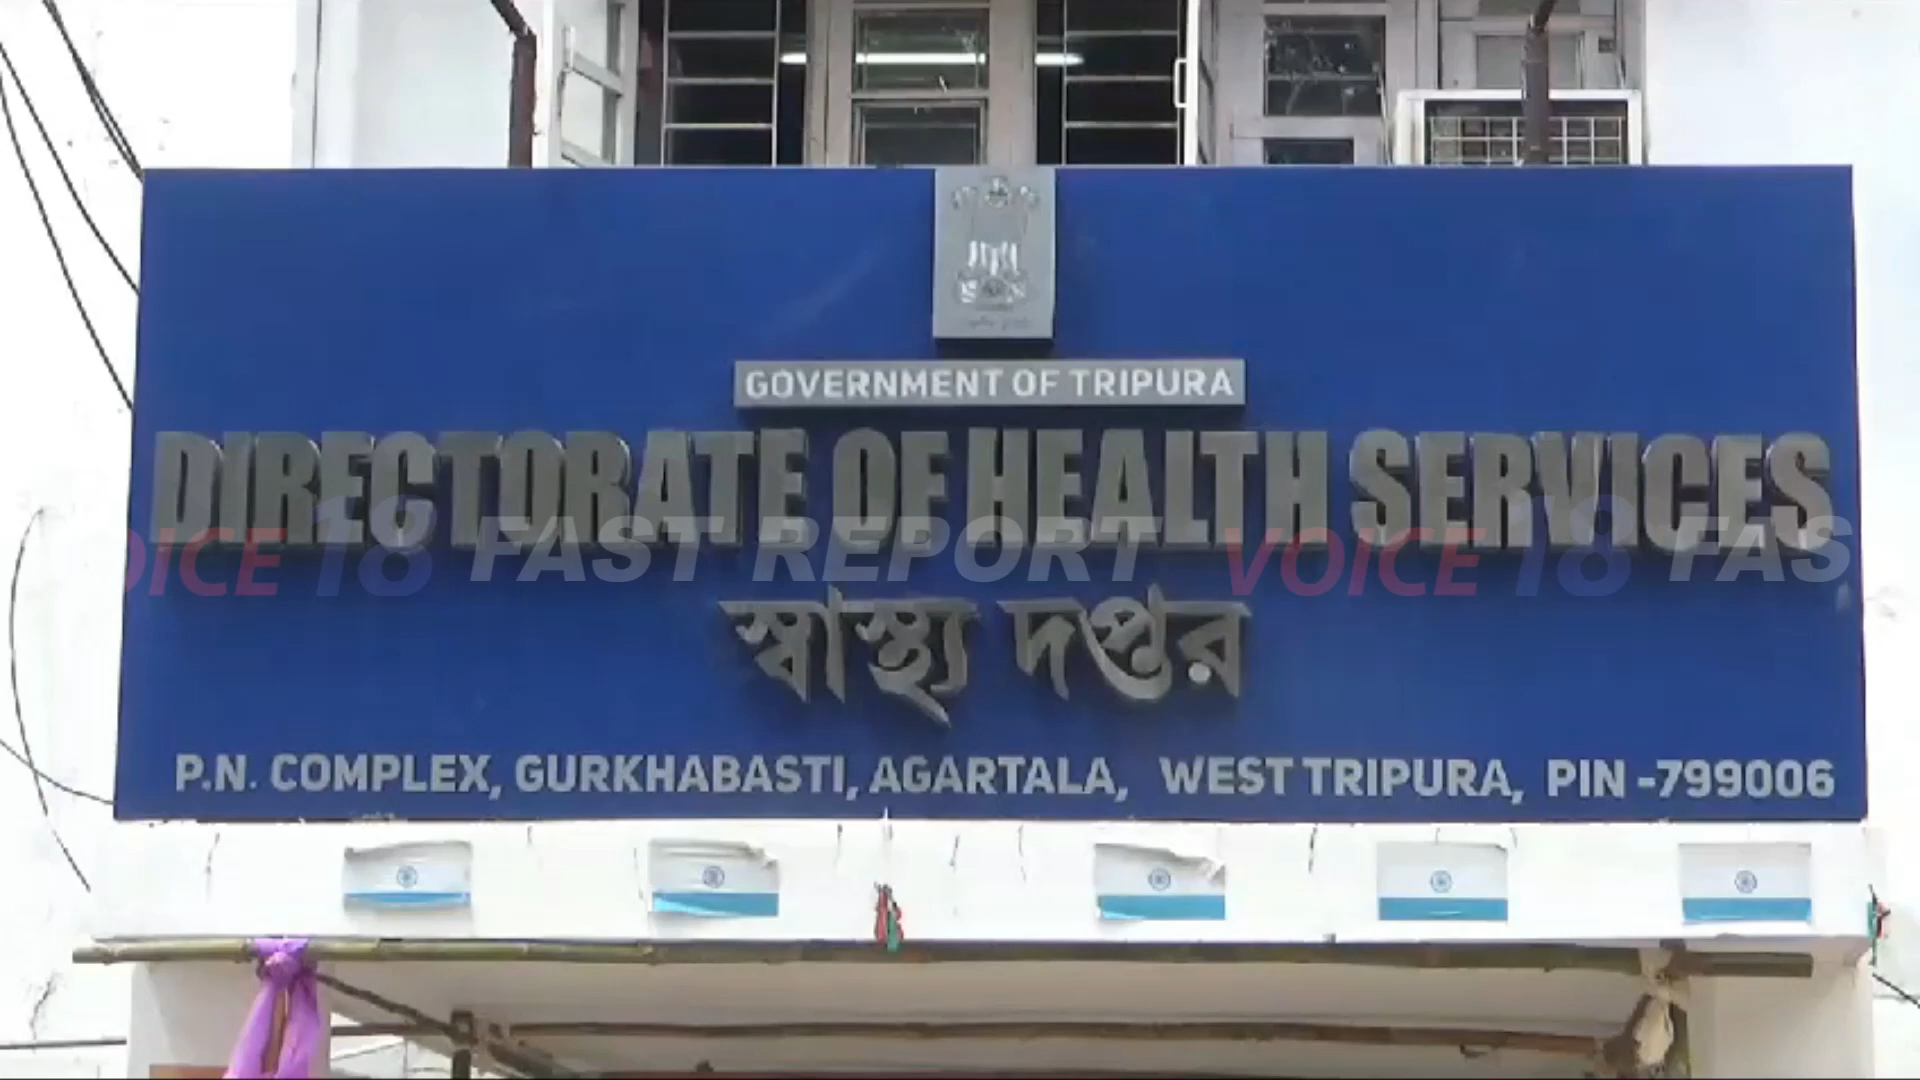 GOVERNMENT OF TRIPURA
DIRECTORATE OF HEALTH SERVICES
OICE 18 FAST REPORT VOICE 18 FAS
স্বাস্থ্য দপ্তর
P.N. COMPLEX, GURKHABASTI, AGARTALA, WEST TRIPURA, PIN -799006